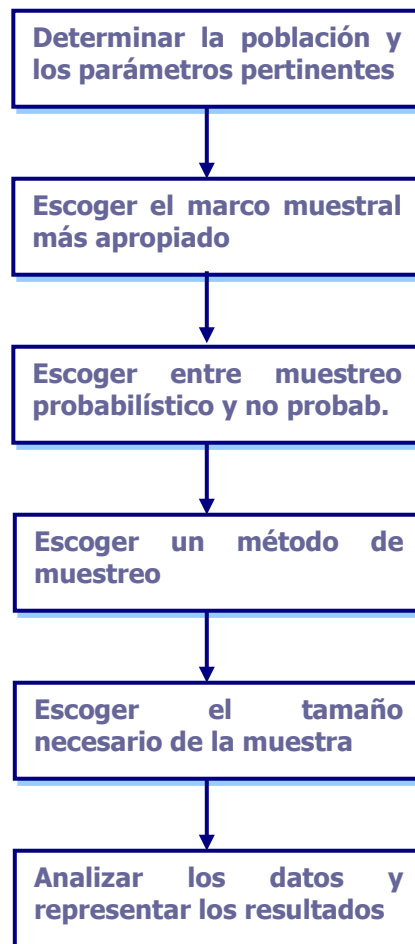 Determinar la población y
los parámetros pertinentes
Escoger el marco muestral
más apropiado
Escoger entre muestreo
probabilístico y no probab.
Escoger un método de
muestreo
Escoger el tamaño
necesario de la muestra
Analizar los datos y
representar los resultados